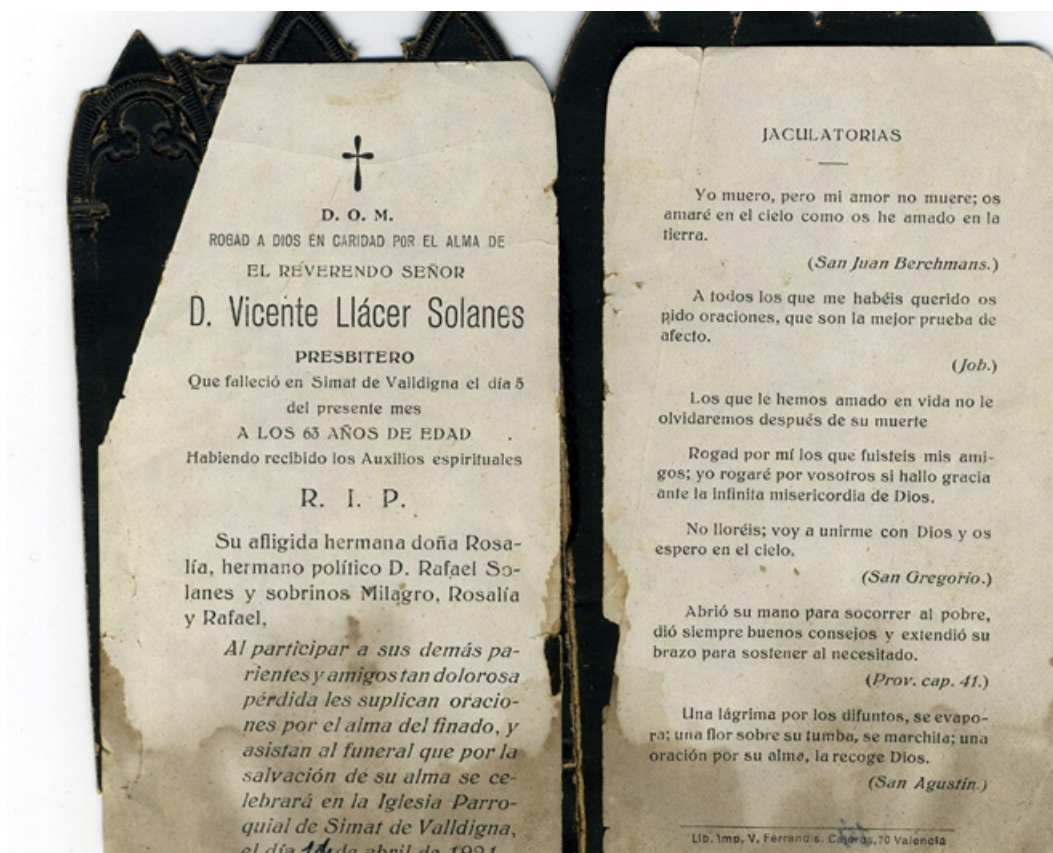 D. O. M.
ROGAD A DIOS EN CARIDAD POR EL ALMA DE
EL REVERENDO SEÑOR
D. Vicente Llácer Solanes
PRESBITERO
Que falleció en Simat de Valldigna el día 5
del presente mes
A LOS 63 AÑOS DE EDAD
Habiendo recibido los Auxilios espirituales
R. I. P.
Su afligida hermana doña Rosa-
lía, hermano político D. Rafael So-
lanes y sobrinos Milagro, Rosalía
y Rafael,
Al participar a sus demás pa-
rientes y amigos tan dolorosa
pérdida les suplican oracio-
nes por el alma del finado, y
asistan al funeral que por la
salvación de su alma se ce-
lebrará en la Iglesia Parro-
quial de Simat de Valldigna,
el día de abril de 1921
JACULATORIAS
Yo muero, pero mi amor no muere; os
amaré en el cielo como os he amado en la
tierra.
(San Juan Berchmans.)
A todos los que me habéis querido os
pido oraciones, que son la mejor prueba de
afecto.
(Job.)
Los que le hemos amado en vida no le
olvidaremos después de su muerte
Rogad por mí los que fuisteis mis ami-
gos; yo rogaré por vosotros si hallo gracia
ante la infinita misericordia de Dios.
No lloréis; voy a unirme con Dios y os
espero en el cielo.
(San Gregorio.)
Abrió su mano para socorrer al pobre,
dió siempre buenos consejos y extendió su
brazo para sostener al necesitado.
(Prov. cap. 41.)
Una lágrima por los difuntos, se evapo-
ra; una flor sobre su tumba, se marchita; una
oración por su alma, la recoge Dios.
(San Agustín.)
Lib. Imp, V, Ferrandis. 70 Valencia